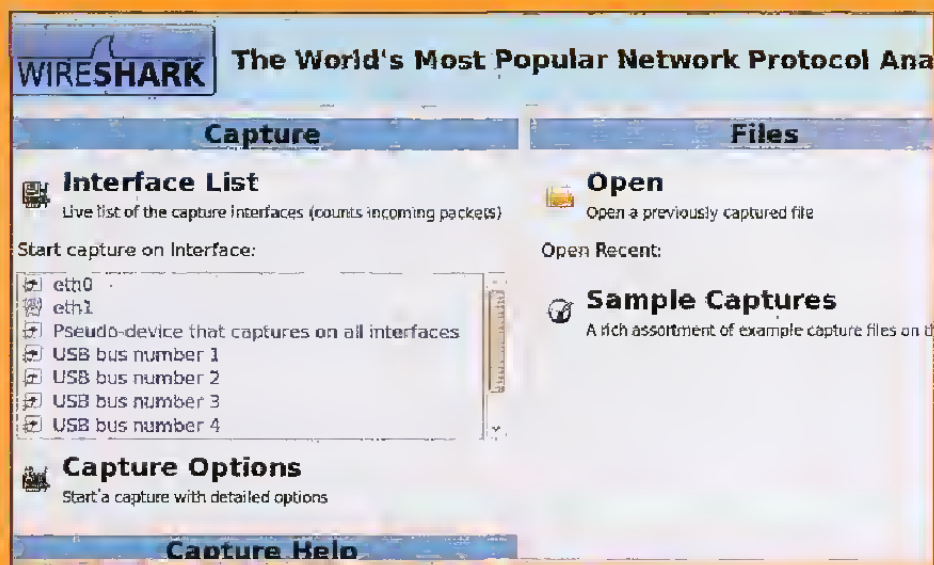 WIRESHARK
The World's Most Popular Network Protocol Ana
Capture
Interface List
Live list of the capture interfaces (counts incoming packets)
Start capture on Interface:
eth0
eth1
Pseudo-device that captures on all interfaces
USB bus number 1
USB bus number 2
USB bus number 3
USB bus number 4
Capture Options
Start a capture with detailed options
Capture Help
Files
Open
Open a previously captured file
Open Recent:
Sample Captures
A rich assortment of example capture files on th